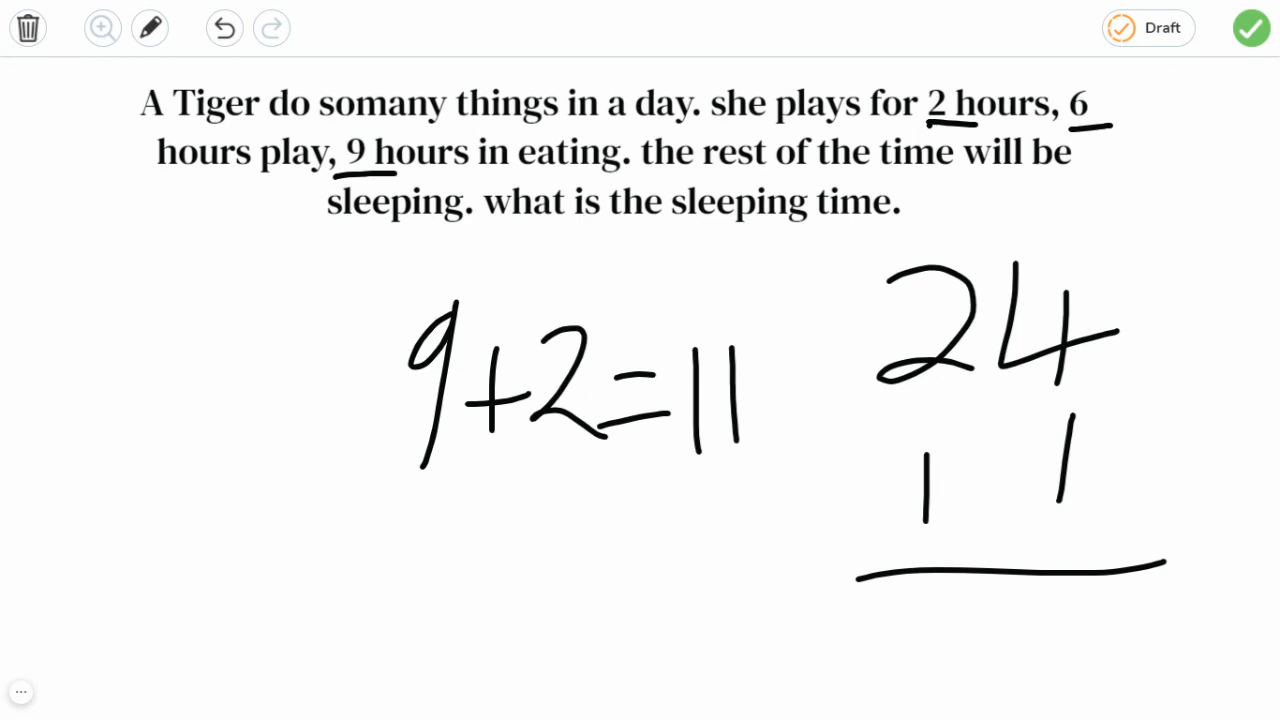 Draft
A Tiger do somany things in a day. she plays for 2 hours, 6
hours play, 9 hours in eating. the rest of the time will be
sleeping. what is the sleeping time.
9+2=11
24
11